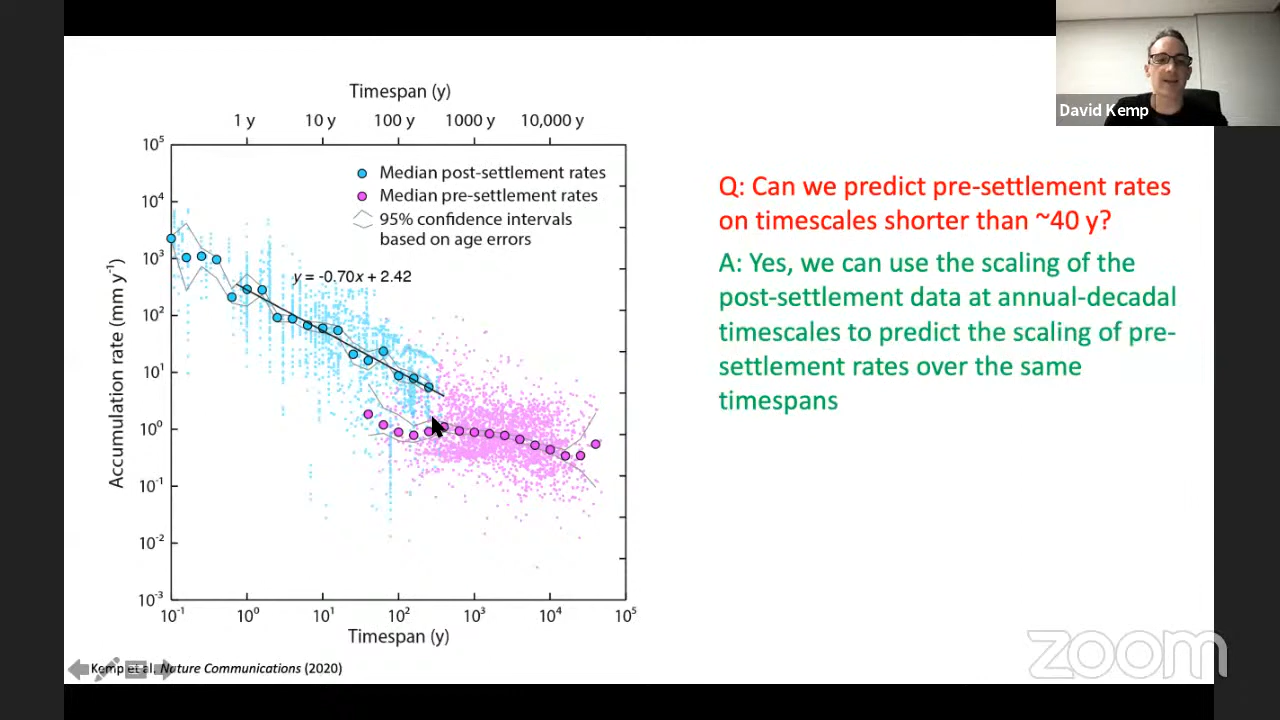 David Kemp
Timespan (y)
1 y 10 y 100 y 1000 y 10,000 y
10⁵
10⁴
10³
10²
10¹
10⁰
10⁻¹
10⁻²
10⁻³
Accumulation rate (mm y⁻¹)
Median post-settlement rates
Median pre-settlement rates
95% confidence intervals
based on age errors
y = -0.70x + 2.42
10⁻¹ 10⁰ 10¹ 10² 10³ 10⁴ 10⁵
Timespan (y)
Q: Can we predict pre-settlement rates
on timescales shorter than ~40 y?
A: Yes, we can use the scaling of the
post-settlement data at annual-decadal
timescales to predict the scaling of pre-
settlement rates over the same
timespans
Kemp et al. Nature Communications (2020)
zoom